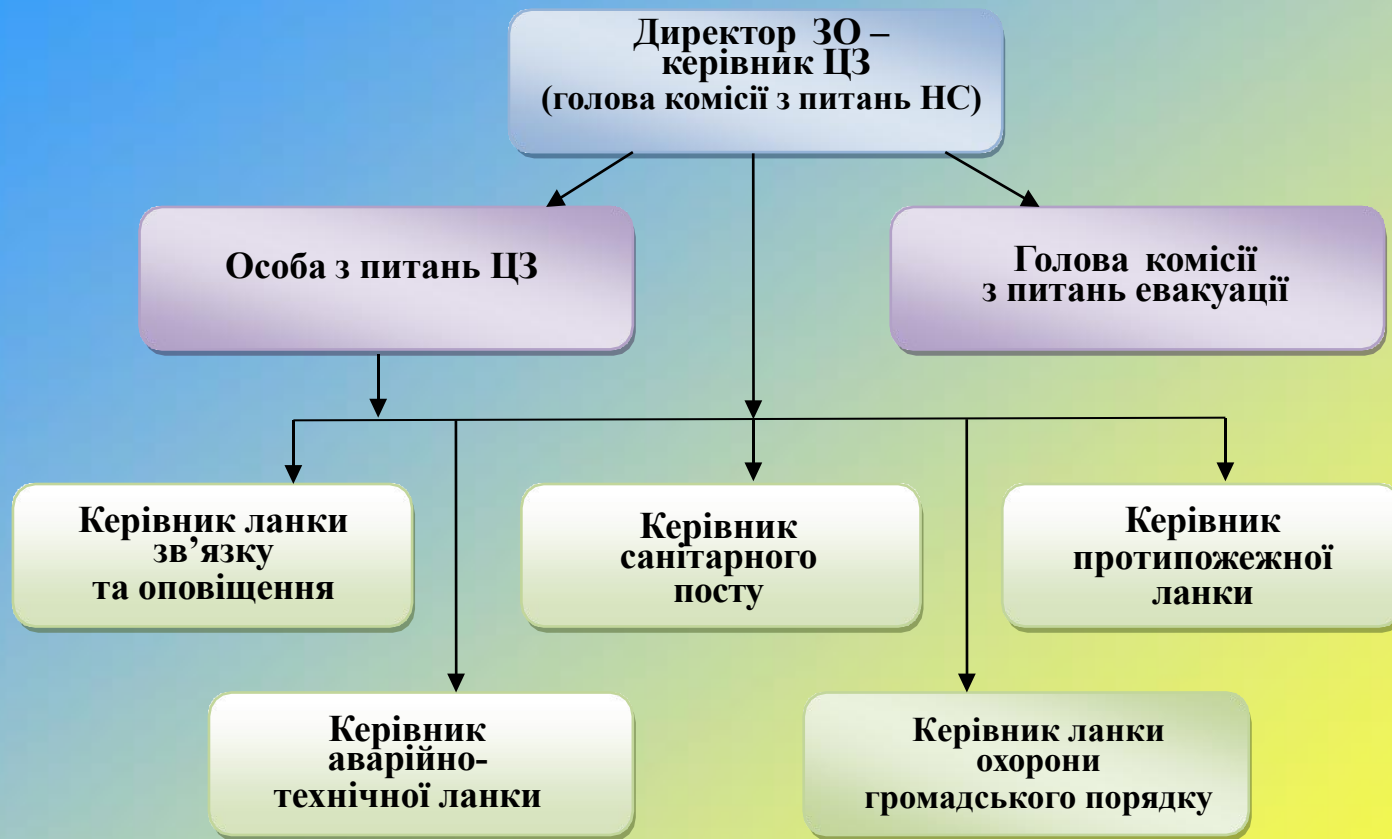 Директор ЗО –
керівник ЦЗ
(голова комісії з питань НС)
Особа з питань ЦЗ
Голова комісії
з питань евакуації
Керівник ланки
зв’язку
та оповіщення
Керівник
санітарного
посту
Керівник
протипожежної
ланки
Керівник
аварійно-
технічної ланки
Керівник ланки
охорони
громадського порядку